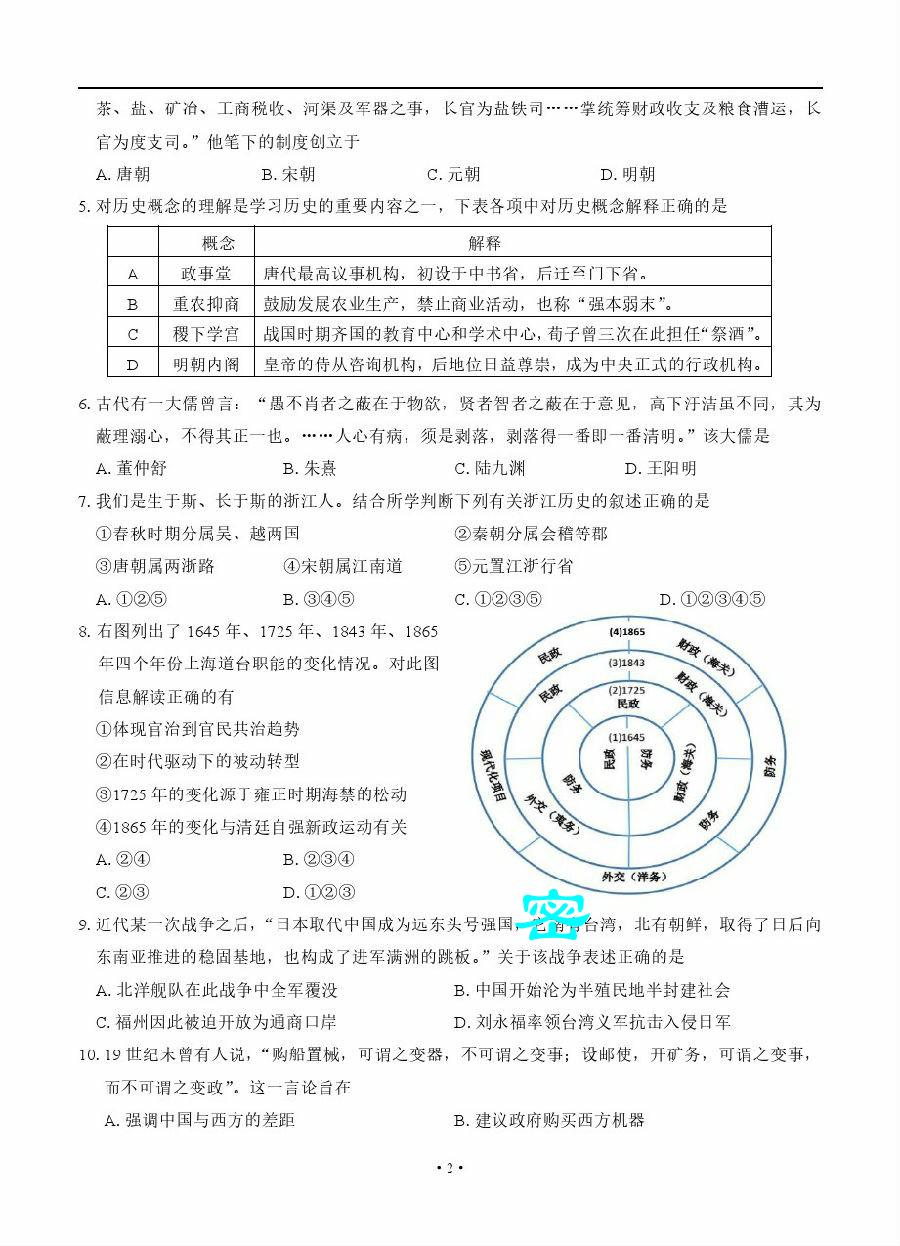 茶、盐、矿冶、工商税收、河渠及军器之事，长官为盐铁司……掌统筹财政收支及粮食漕运，长
官为度支司。”他笔下的制度创立于
A. 唐朝 B. 宋朝 C. 元朝 D. 明朝
5. 对历史概念的理解是学习历史的重要内容之一，下表各项中对历史概念解释正确的是
概念 解释
A 政事堂 唐代最高议事机构，初设于中书省，后迁至门下省。
B 重农抑商 鼓励发展农业生产，禁止商业活动，也称“强本弱末”。
C 稷下学宫 战国时期齐国的教育中心和学术中心，荀子曾三次在此担任“祭酒”。
D 明朝内阁 皇帝的侍从咨询机构，后地位日益尊崇，成为中央正式的行政机构。
6. 古代有一大儒曾言：“愚不肖者之蔽在于物欲，贤者智者之蔽在于意见，高下汙洁虽不同，其为
蔽理溺心，不得其正一也。……人心有病，须是剥落，剥落得一番即一番清明。”该大儒是
A. 董仲舒 B. 朱熹 C. 陆九渊 D. 王阳明
7. 我们是生于斯、长于斯的浙江人。结合所学判断下列有关浙江历史的叙述正确的是
①春秋时期分属吴、越两国 ②秦朝分属会稽等郡
③唐朝属两浙路 ④宋朝属江南道 ⑤元置江浙行省
A. ①②⑤ B. ③④⑤ C. ①②③⑤ D. ①②③④⑤
8. 右图列出了 1645 年、1725 年、1843 年、1865
年四个年份上海道台职能的变化情况。对此图
信息解读正确的有
①体现官治到官民共治趋势
②在时代驱动下的被动转型
③1725 年的变化源于雍正时期海禁的松动
④1865 年的变化与清廷自强新政运动有关
A. ②④ B. ②③④
C. ②③ D. ①②③
(4)1865
民政
财政（海关）
防务
外交（洋务）
现代化项目
(3)1843
民政
财政（海关）
防务
外交（夷务）
(2)1725
民政
财政（海关）
防务
(1)1645
民政
防务
密
9. 近代某一次战争之后，“日本取代中国成为远东头号强国，它南有台湾，北有朝鲜，取得了日后向
东南亚推进的稳固基地，也构成了进军满洲的跳板。”关于该战争表述正确的是
A. 北洋舰队在此战争中全军覆没 B. 中国开始沦为半殖民地半封建社会
C. 福州因此被迫开放为通商口岸 D. 刘永福率领台湾义军抗击入侵日军
10. 19 世纪末曾有人说，“购船置械，可谓之变器，不可谓之变事；设邮使，开矿务，可谓之变事，
而不可谓之变政”。这一言论旨在
A. 强调中国与西方的差距 B. 建议政府购买西方机器
• 2 •